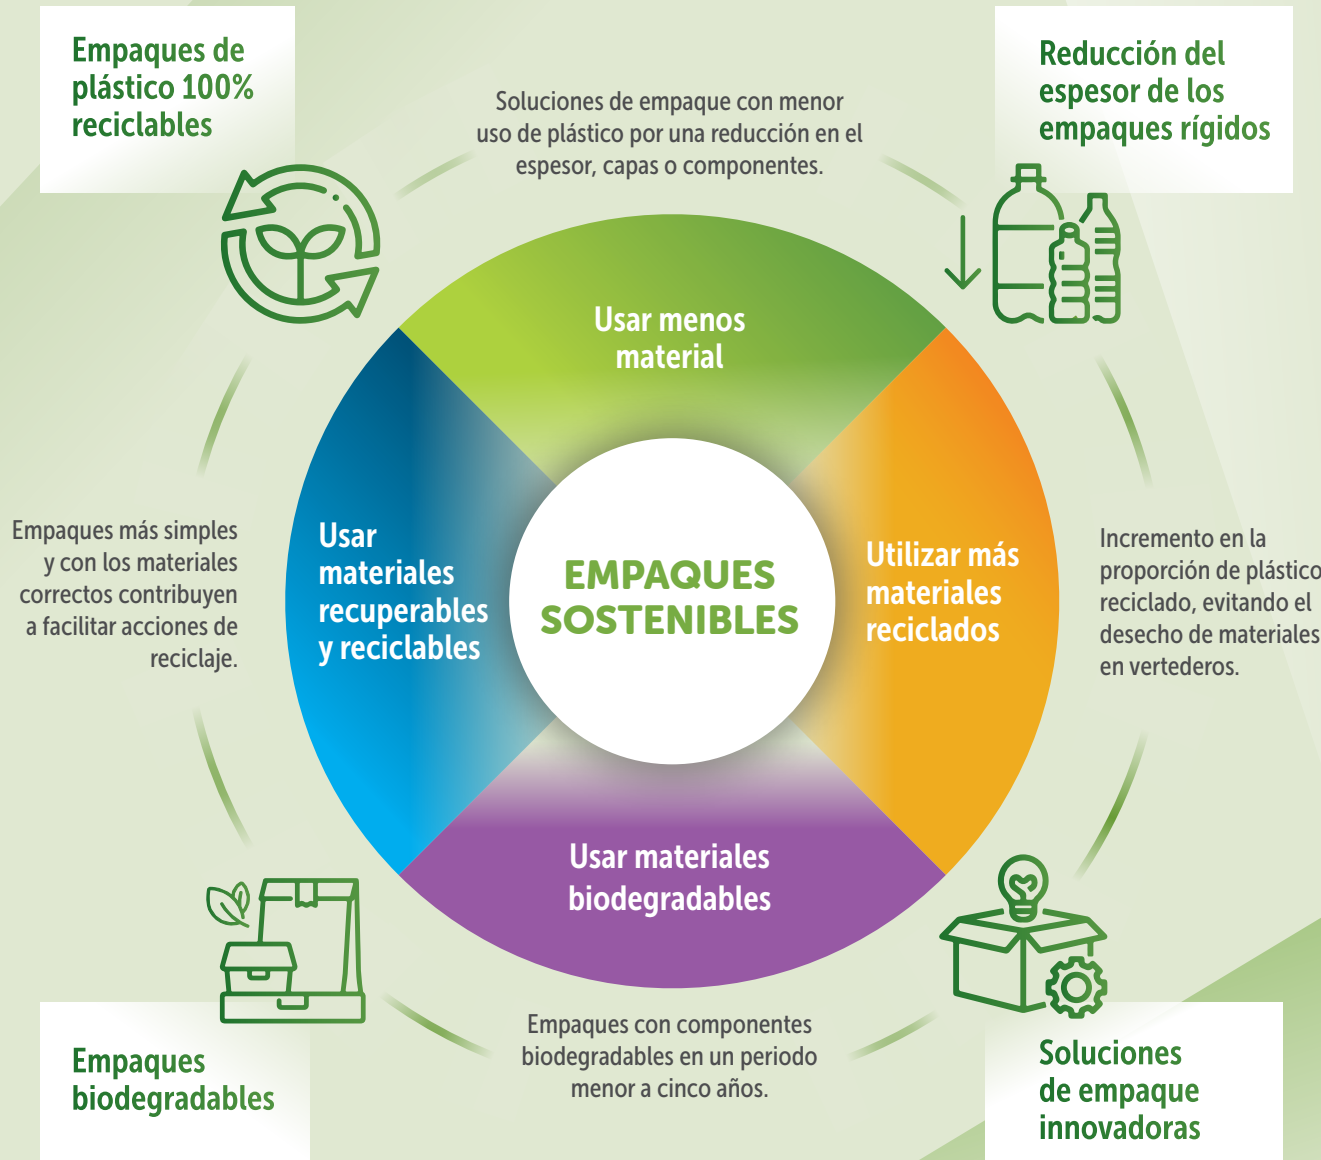 Empaques de
plástico 100%
reciclables
Soluciones de empaque con menor
uso de plástico por una reducción en el
espesor, capas o componentes.
Reducción del
espesor de los
empaques rígidos
Usar menos
material
Empaques más simples
y con los materiales
correctos contribuyen
a facilitar acciones de
reciclaje.
Usar
materiales
recuperables
y reciclables
EMPAQUES
SOSTENIBLES
Utilizar más
materiales
reciclados
Incremento en la
proporción de plástico
reciclado, evitando el
desecho de materiales
en vertederos.
Usar materiales
biodegradables
Empaques con componentes
biodegradables en un periodo
menor a cinco años.
Empaques
biodegradables
Soluciones
de empaque
innovadoras